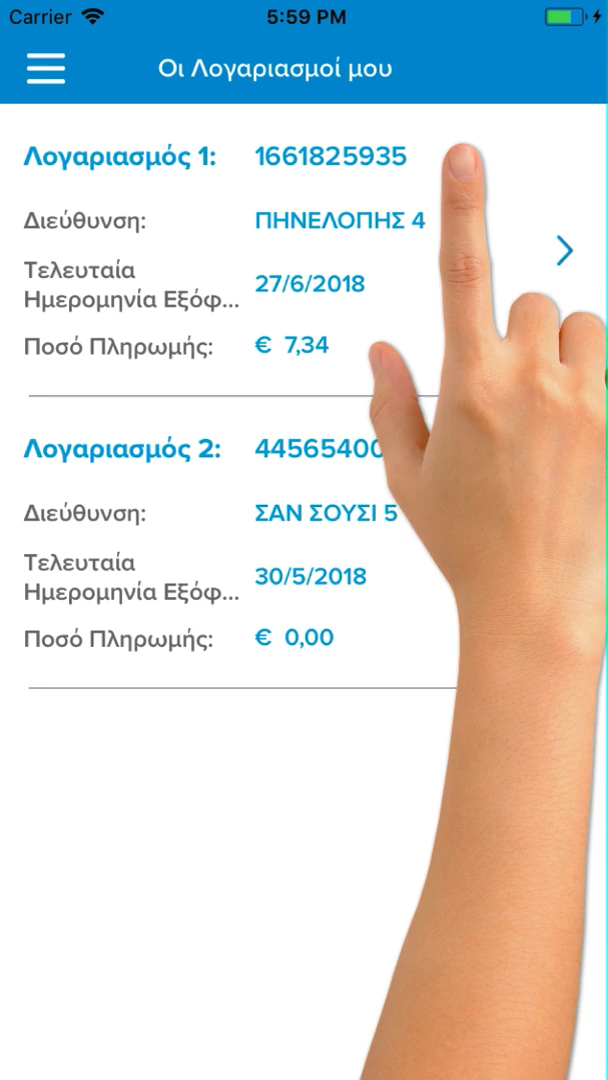 Carrier 5:59 PM
Οι Λογαριασμοί μου
Λογαριασμός 1: 1661825935
Διεύθυνση: ΠΗΝΕΛΟΠΗΣ 4
Τελευταία
Ημερομηνία Εξόφ... 27/6/2018
Ποσό Πληρωμής: € 7,34
Λογαριασμός 2:
Διεύθυνση: ΣΑΝ ΣΟΥΣΙ 5
Τελευταία
Ημερομηνία Εξόφ... 30/5/2018
Ποσό Πληρωμής: € 0,00